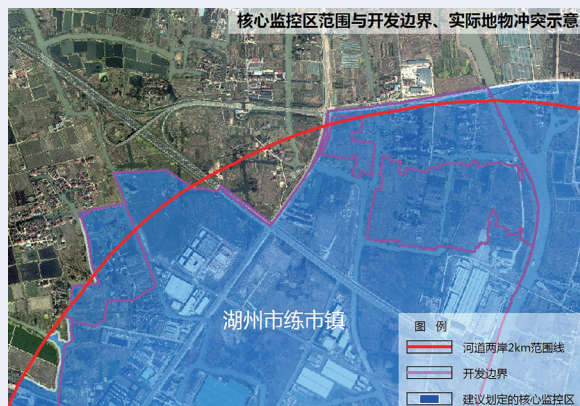 核心监控区范围与开发边界、实际地物冲突示意
湖州市练市镇
图 例
河道两岸2km范围线
开发边界
建议划定的核心监控区